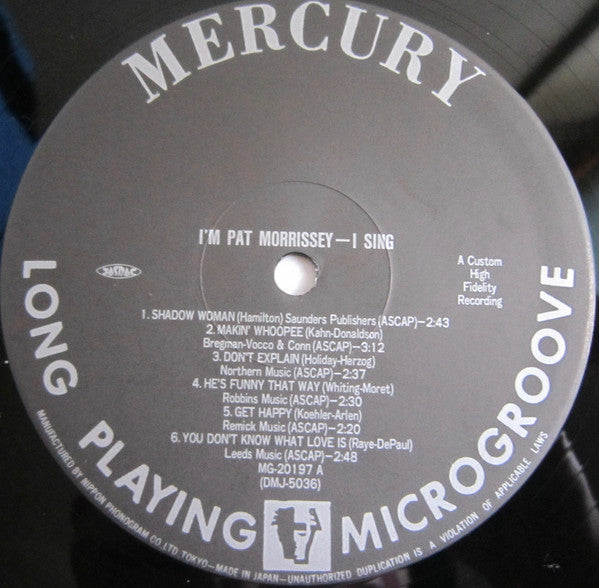 MERCURY
I'M PAT MORRISSEY—I SING
JASRAC
A Custom
High
Fidelity
Recording
1. SHADOW WOMAN (Hamilton) Saunders Publishers (ASCAP)—2:43
2. MAKIN' WHOOPEE (Kahn-Donaldson)
Bregman-Vocco & Conn (ASCAP)—3:12
3. DON'T EXPLAIN (Holiday-Herzog)
Northern Music (ASCAP)—2:37
4. HE'S FUNNY THAT WAY (Whiting-Moret)
Robbins Music (ASCAP)—2:30
5. GET HAPPY (Koehler-Arlen)
Remick Music (ASCAP)—2:20
6. YOU DON'T KNOW WHAT LOVE IS (Raye-DePaul)
Leeds Music (ASCAP)—2:48
MG-20197 A
(DMJ-5036)
LONG PLAYING MICROGROOVE
MANUFACTURED BY NIPPON PHONOGRAM CO., LTD. TOKYO—MADE IN JAPAN—UNAUTHORIZED DUPLICATION IS A VIOLATION OF APPLICABLE LAWS